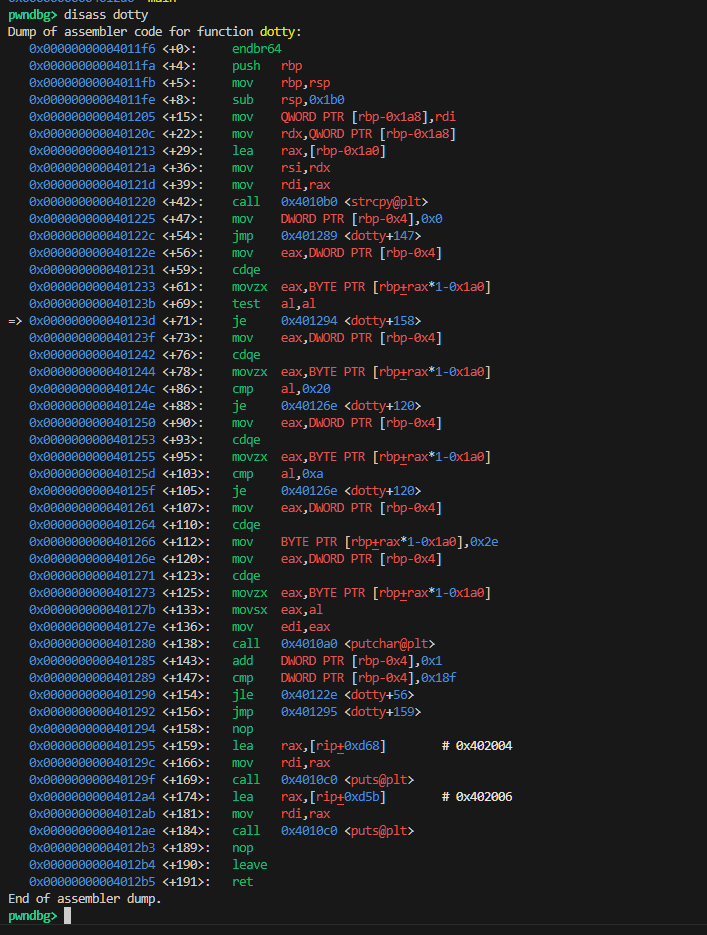 pwndbg> disass dotty
Dump of assembler code for function dotty:
   0x00000000004011f6 <+0>:     endbr64
   0x00000000004011fa <+4>:     push   rbp
   0x00000000004011fb <+5>:     mov    rbp,rsp
   0x00000000004011fe <+8>:     sub    rsp,0x1b0
   0x0000000000401205 <+15>:    mov    QWORD PTR [rbp-0x1a8],rdi
   0x000000000040120c <+22>:    mov    rdx,QWORD PTR [rbp-0x1a8]
   0x0000000000401213 <+29>:    lea    rax,[rbp-0x1a0]
   0x000000000040121a <+36>:    mov    rsi,rdx
   0x000000000040121d <+39>:    mov    rdi,rax
   0x0000000000401220 <+42>:    call   0x4010b0 <strcpy@plt>
   0x0000000000401225 <+47>:    mov    DWORD PTR [rbp-0x4],0x0
   0x000000000040122c <+54>:    jmp    0x401289 <dotty+147>
   0x000000000040122e <+56>:    mov    eax,DWORD PTR [rbp-0x4]
   0x0000000000401231 <+59>:    cdqe
   0x0000000000401233 <+61>:    movzx  eax,BYTE PTR [rbp+rax*1-0x1a0]
   0x000000000040123b <+69>:    test   al,al
=> 0x000000000040123d <+71>:    je     0x401294 <dotty+158>
   0x000000000040123f <+73>:    mov    eax,DWORD PTR [rbp-0x4]
   0x0000000000401242 <+76>:    cdqe
   0x0000000000401244 <+78>:    movzx  eax,BYTE PTR [rbp+rax*1-0x1a0]
   0x000000000040124c <+86>:    cmp    al,0x20
   0x000000000040124e <+88>:    je     0x40126e <dotty+120>
   0x0000000000401250 <+90>:    mov    eax,DWORD PTR [rbp-0x4]
   0x0000000000401253 <+93>:    cdqe
   0x0000000000401255 <+95>:    movzx  eax,BYTE PTR [rbp+rax*1-0x1a0]
   0x000000000040125d <+103>:   cmp    al,0xa
   0x000000000040125f <+105>:   je     0x40126e <dotty+120>
   0x0000000000401261 <+107>:   mov    eax,DWORD PTR [rbp-0x4]
   0x0000000000401264 <+110>:   cdqe
   0x0000000000401266 <+112>:   mov    BYTE PTR [rbp+rax*1-0x1a0],0x2e
   0x000000000040126e <+120>:   mov    eax,DWORD PTR [rbp-0x4]
   0x0000000000401271 <+123>:   cdqe
   0x0000000000401273 <+125>:   movzx  eax,BYTE PTR [rbp+rax*1-0x1a0]
   0x000000000040127b <+133>:   movsx  eax,al
   0x000000000040127e <+136>:   mov    edi,eax
   0x0000000000401280 <+138>:   call   0x4010a0 <putchar@plt>
   0x0000000000401285 <+143>:   add    DWORD PTR [rbp-0x4],0x1
   0x0000000000401289 <+147>:   cmp    DWORD PTR [rbp-0x4],0x18f
   0x0000000000401290 <+154>:   jle    0x40122e <dotty+56>
   0x0000000000401292 <+156>:   jmp    0x401295 <dotty+159>
   0x0000000000401294 <+158>:   nop
   0x0000000000401295 <+159>:   lea    rax,[rip+0xd68]        # 0x402004
   0x000000000040129c <+166>:   mov    rdi,rax
   0x000000000040129f <+169>:   call   0x4010c0 <puts@plt>
   0x00000000004012a4 <+174>:   lea    rax,[rip+0xd5b]        # 0x402006
   0x00000000004012ab <+181>:   mov    rdi,rax
   0x00000000004012ae <+184>:   call   0x4010c0 <puts@plt>
   0x00000000004012b3 <+189>:   nop
   0x00000000004012b4 <+190>:   leave
   0x00000000004012b5 <+191>:   ret
End of assembler dump.
pwndbg>